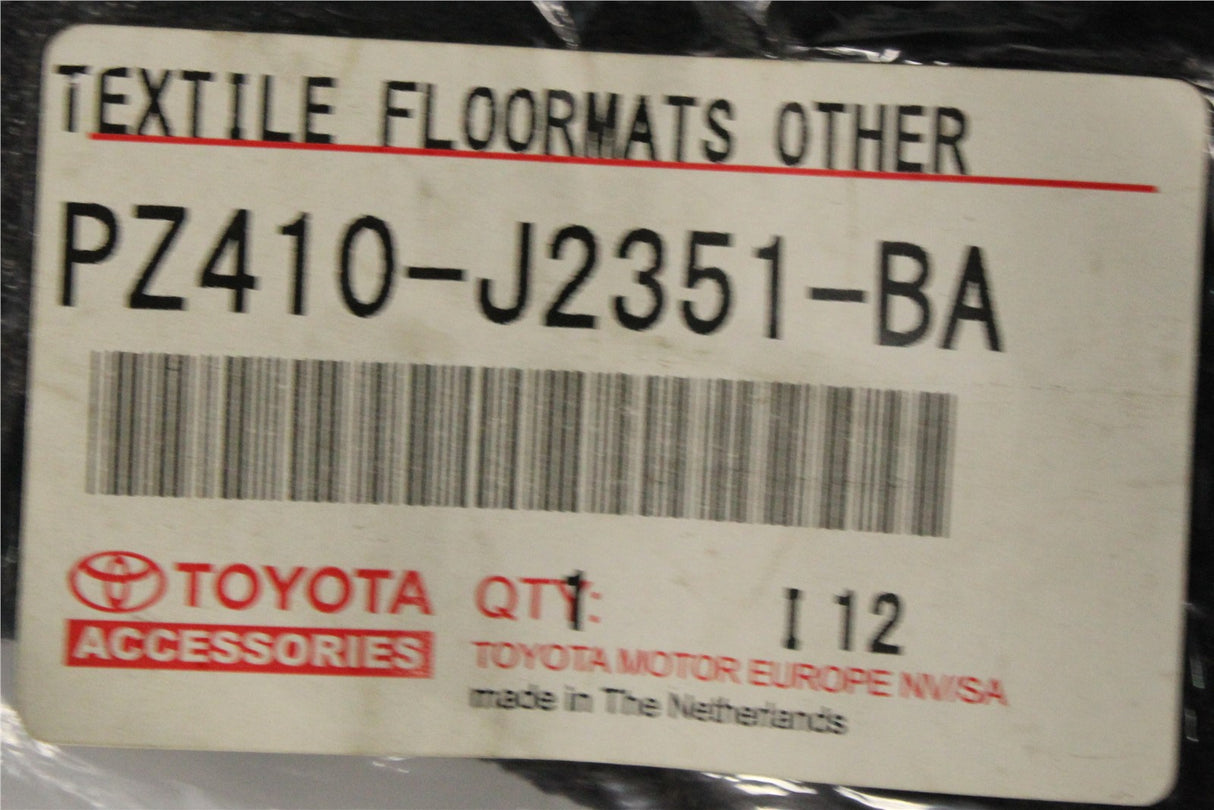 TEXTILE FLOORMATS OTHER
PZ410-J2351-BA
TOYOTA
ACCESSORIES
QTY: 1
I 12
TOYOTA MOTOR EUROPE NV/SA
made in The Netherlands